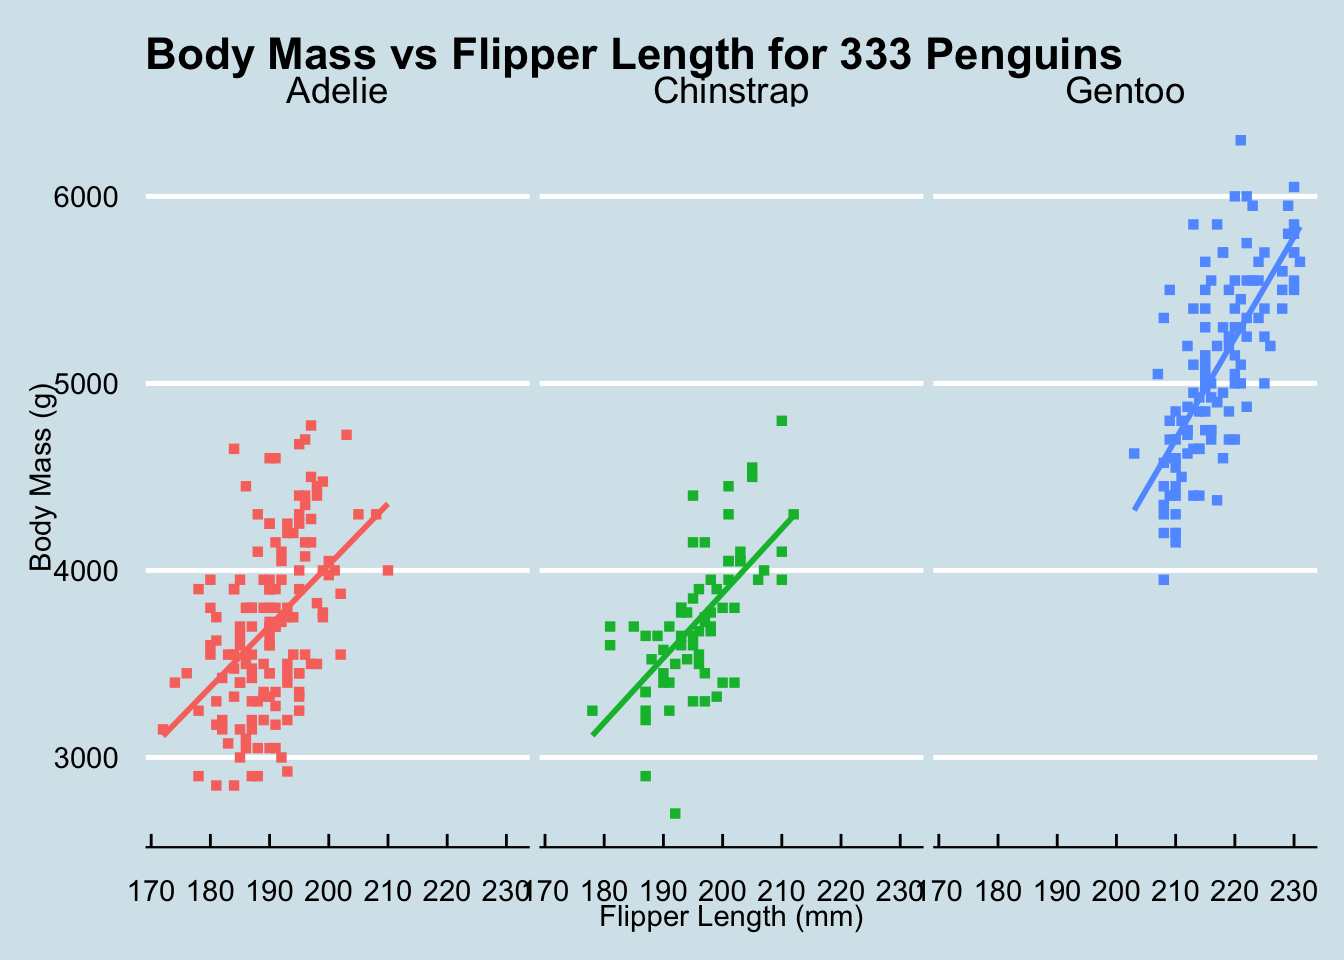 Body Mass vs Flipper Length for 333 Penguins
Adelie Chinstrap Gentoo
6000
5000
4000
3000
Body Mass (g)
170 180 190 200 210 220 230 170 180 190 200 210 220 230 170 180 190 200 210 220 230
Flipper Length (mm)